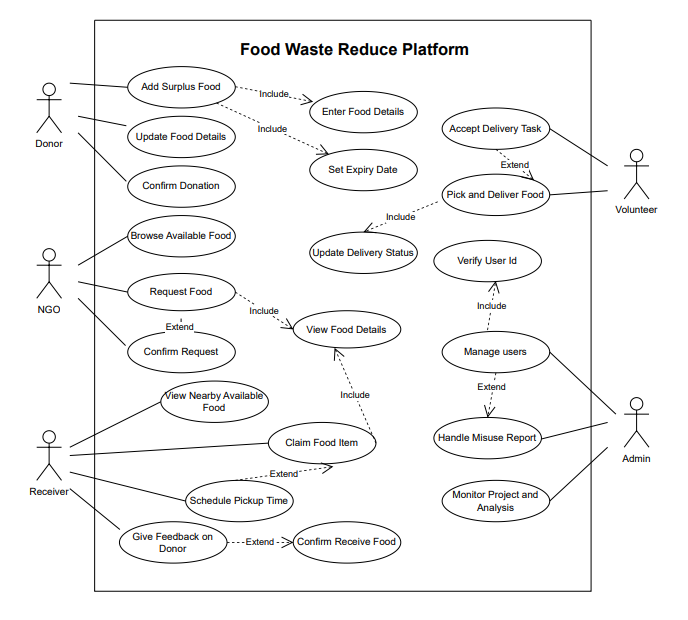 Food Waste Reduce Platform
Add Surplus Food
Include
Enter Food Details
Include
Accept Delivery Task
Donor
Update Food Details
Extend
Set Expiry Date
Confirm Donation
Pick and Deliver Food
Volunteer
Include
Browse Available Food
Update Delivery Status
Verify User Id
NGO
Request Food
Include
Include
Extend
View Food Details
Confirm Request
Manage users
Extend
View Nearby Available
Food
Include
Claim Food Item
Handle Misuse Report
Admin
Receiver
Extend
Schedule Pickup Time
Monitor Project and
Analysis
Give Feedback on
Donor
Extend
Confirm Receive Food